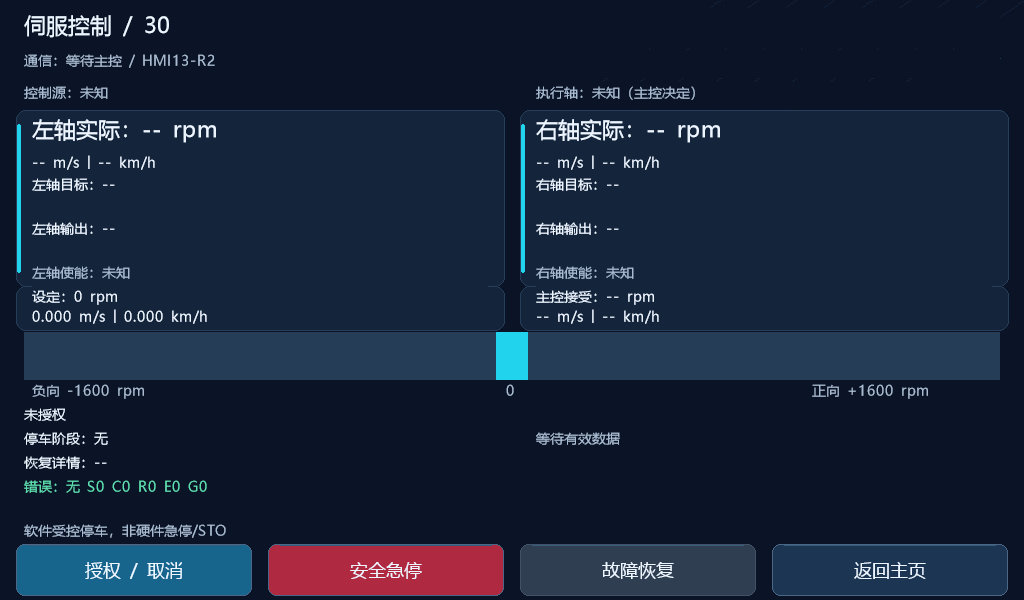 伺服控制 / 30
通信：等待主控 / HMI13-R2
控制源：未知
执行轴：未知（主控决定）
左轴实际：-- rpm
-- m/s | -- km/h
左轴目标：--
左轴输出：--
左轴使能：未知
右轴实际：-- rpm
-- m/s | -- km/h
右轴目标：--
右轴输出：--
右轴使能：未知
设定：0 rpm
0.000 m/s | 0.000 km/h
主控接受：-- rpm
-- m/s | -- km/h
负向 -1600 rpm
0
正向 +1600 rpm
未授权
停车阶段：无
等待有效数据
恢复详情：--
错误：无 S0 C0 R0 E0 G0
软件受控停车，非硬件急停/STO
授权 / 取消
安全急停
故障恢复
返回主页